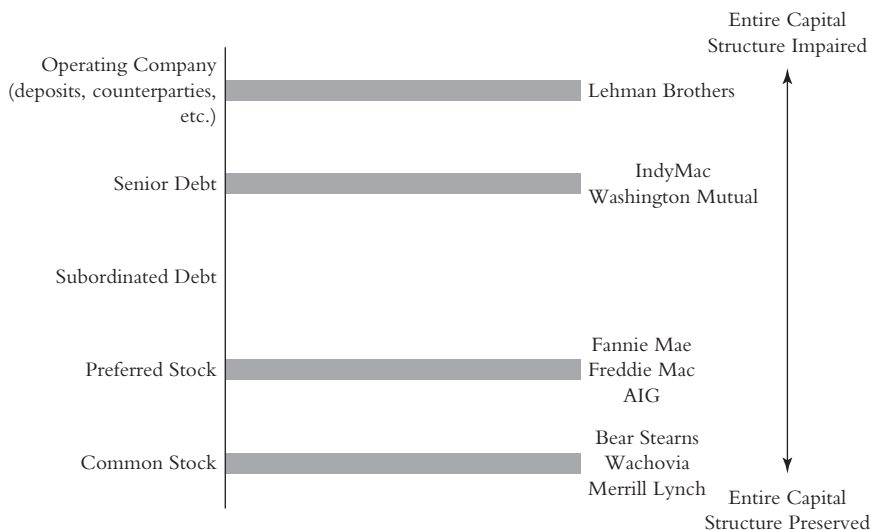 Entire Capital
Structure Impaired
Operating Company
(deposits, counterparties,
etc.)
Lehman Brothers
Senior Debt
IndyMac
Washington Mutual
Subordinated Debt
Preferred Stock
Fannie Mae
Freddie Mac
AIG
Common Stock
Bear Stearns
Wachovia
Merrill Lynch
Entire Capital
Structure Preserved